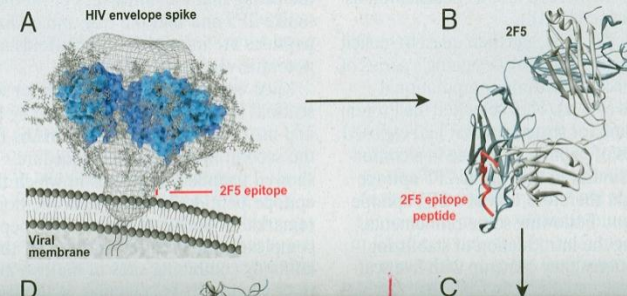 A
HIV envelope spike
2F5 epitope
Viral
membrane
B
2F5
2F5 epitope
peptide
D
C